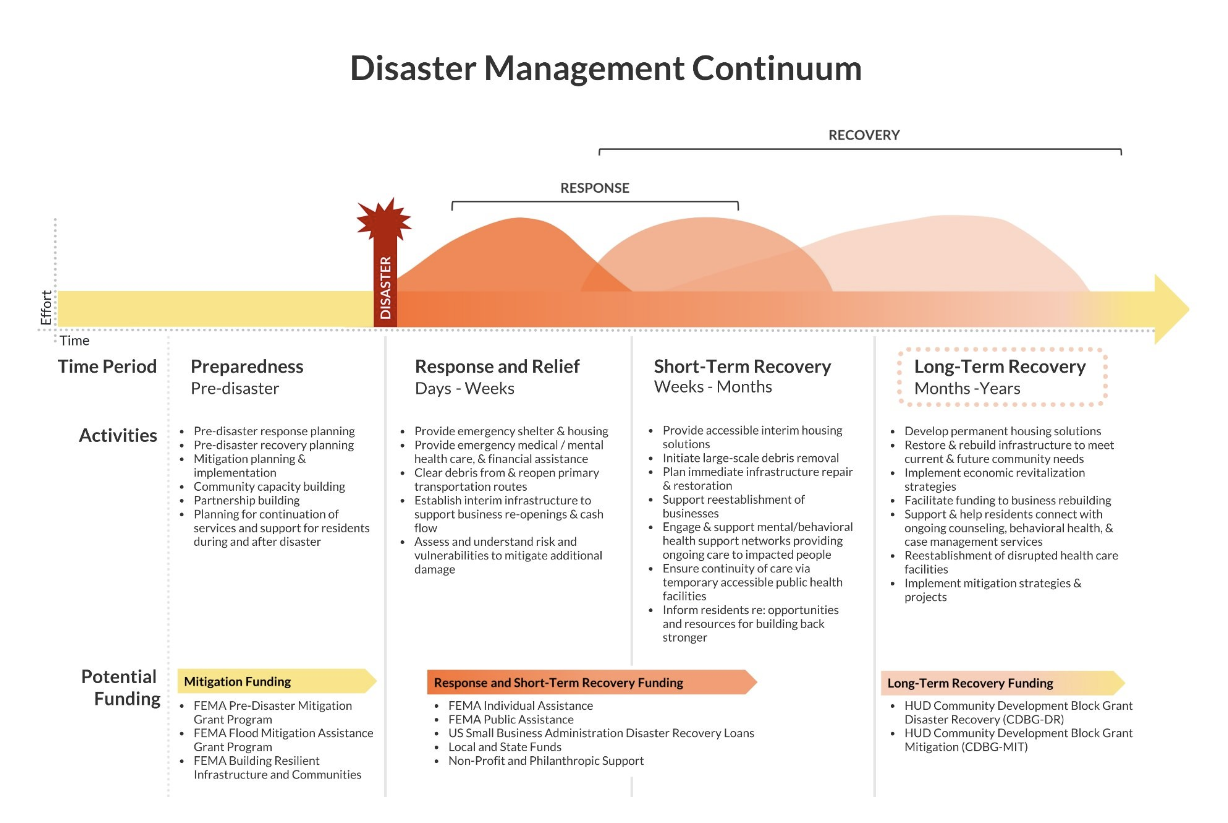 Disaster Management Continuum
RECOVERY
RESPONSE
DISASTER
Effort
Time
Time Period
Preparedness
Pre-disaster
Response and Relief
Days - Weeks
Short-Term Recovery
Weeks - Months
Long-Term Recovery
Months -Years
Activities
• Pre-disaster response planning
• Pre-disaster recovery planning
• Mitigation planning &
implementation
• Community capacity building
• Partnership building
• Planning for continuation of
services and support for residents
during and after disaster
• Provide emergency shelter & housing
• Provide emergency medical / mental
health care, & financial assistance
• Clear debris from & reopen primary
transportation routes
• Establish interim infrastructure to
support business re-openings & cash
flow
• Assess and understand risk and
vulnerabilities to mitigate additional
damage
• Provide accessible interim housing
solutions
• Initiate large-scale debris removal
• Plan immediate infrastructure repair
& restoration
• Support reestablishment of
businesses
• Engage & support mental/behavioral
health support networks providing
ongoing care to impacted people
• Ensure continuity of care via
temporary accessible public health
facilities
• Inform residents re: opportunities
and resources for building back
stronger
• Develop permanent housing solutions
• Restore & rebuild infrastructure to meet
current & future community needs
• Implement economic revitalization
strategies
• Facilitate funding to business rebuilding
• Support & help residents connect with
ongoing counseling, behavioral health, &
case management services
• Reestablishment of disrupted health care
facilities
• Implement mitigation strategies &
projects
Potential
Funding
Mitigation Funding
• FEMA Pre-Disaster Mitigation
Grant Program
• FEMA Flood Mitigation Assistance
Grant Program
• FEMA Building Resilient
Infrastructure and Communities
Response and Short-Term Recovery Funding
• FEMA Individual Assistance
• FEMA Public Assistance
• US Small Business Administration Disaster Recovery Loans
• Local and State Funds
• Non-Profit and Philanthropic Support
Long-Term Recovery Funding
• HUD Community Development Block Grant
Disaster Recovery (CDBG-DR)
• HUD Community Development Block Grant
Mitigation (CDBG-MIT)